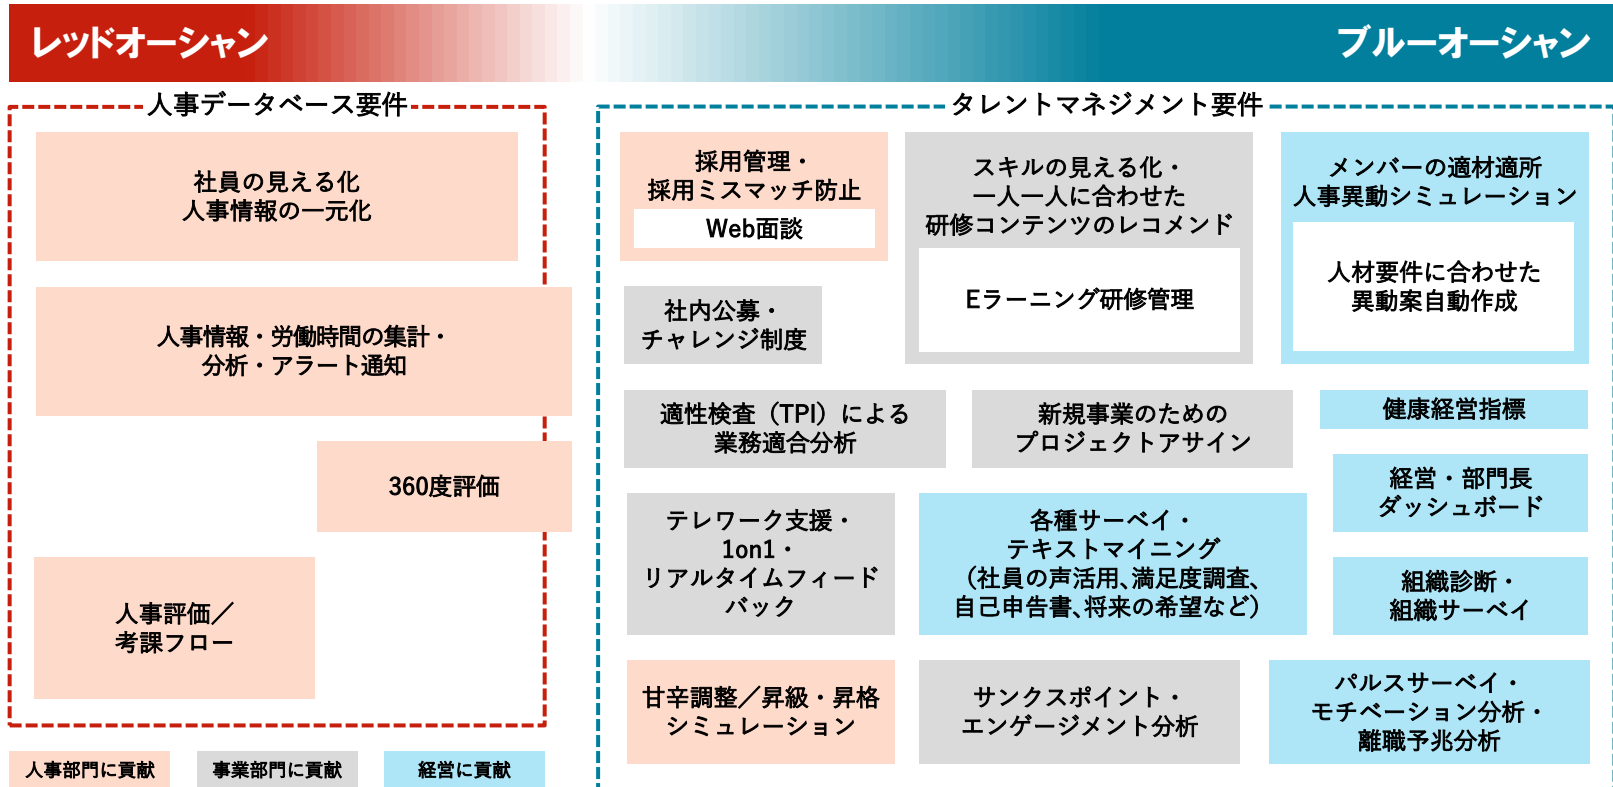 レッドオーシャン
ブルーオーシャン
人事データベース要件
社員の見える化
人事情報の一元化
人事情報・労働時間の集計・
分析・アラート通知
360度評価
人事評価／
考課フロー
人事部門に貢献
事業部門に貢献
経営に貢献
タレントマネジメント要件
採用管理・
採用ミスマッチ防止
Web面談
スキルの見える化・
一人一人に合わせた
研修コンテンツのレコメンド
Eラーニング研修管理
メンバーの適材適所
人事異動シミュレーション
人材要件に合わせた
異動案自動作成
社内公募・
チャレンジ制度
適性検査（TPI）による
業務適合分析
新規事業のための
プロジェクトアサイン
健康経営指標
経営・部門長
ダッシュボード
テレワーク支援・
1on1・
リアルタイムフィード
バック
各種サーベイ・
テキストマイニング
（社員の声活用、満足度調査、
自己申告書、将来の希望など）
組織診断・
組織サーベイ
甘辛調整／昇級・昇格
シミュレーション
サンクスポイント・
エンゲージメント分析
パルスサーベイ・
モチベーション分析・
離職予兆分析